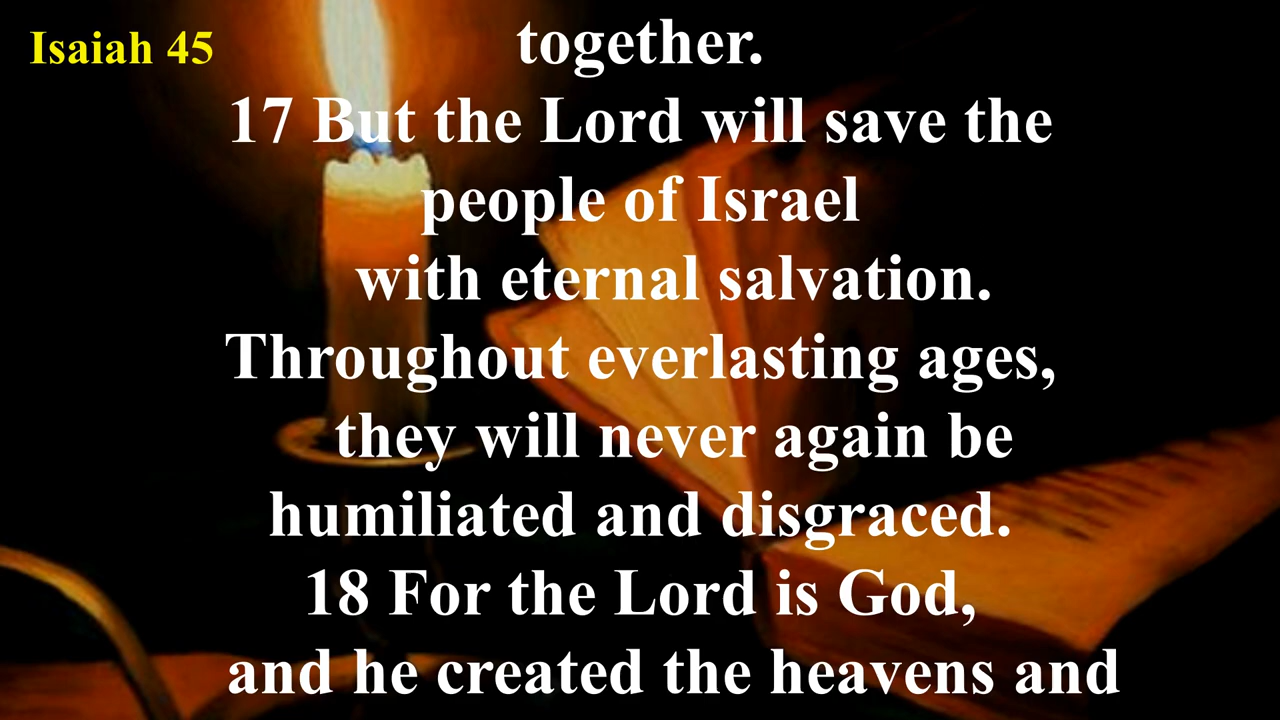 Isaiah 45
together.
17 But the Lord will save the
people of Israel
with eternal salvation.
Throughout everlasting ages,
they will never again be
humiliated and disgraced.
18 For the Lord is God,
and he created the heavens and